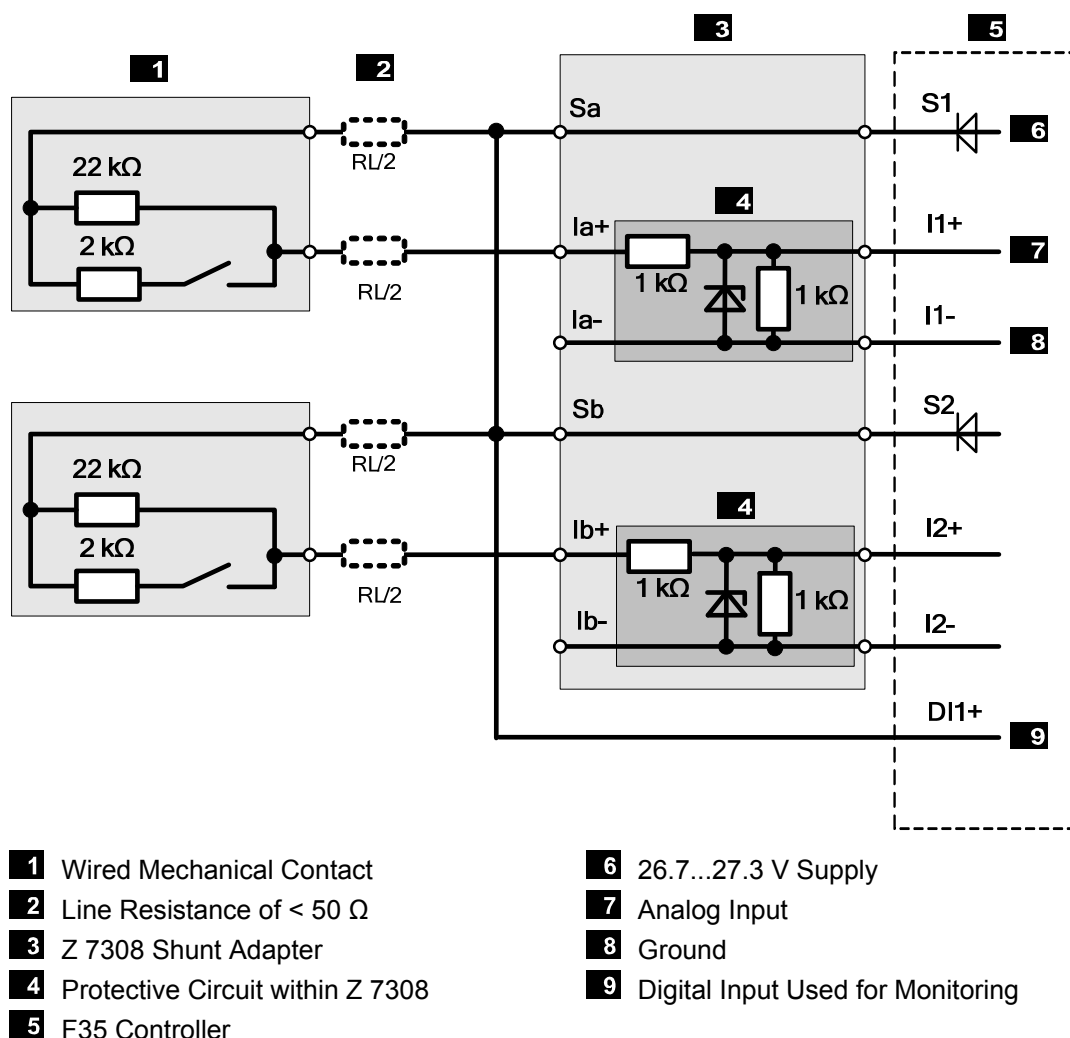 3 5
1 2
Sa S1 6
RL/2
22 kΩ
4
Ia+ I1+ 7
2 kΩ
RL/2 1 kΩ 1 kΩ
Ia- I1- 8
Sb S2
RL/2
22 kΩ
4
Ib+ I2+
2 kΩ
RL/2 1 kΩ 1 kΩ
Ib- I2-
DI1+ 9
1 Wired Mechanical Contact
2 Line Resistance of < 50 Ω
3 Z 7308 Shunt Adapter
4 Protective Circuit within Z 7308
5 F35 Controller
6 26.7...27.3 V Supply
7 Analog Input
8 Ground
9 Digital Input Used for Monitoring